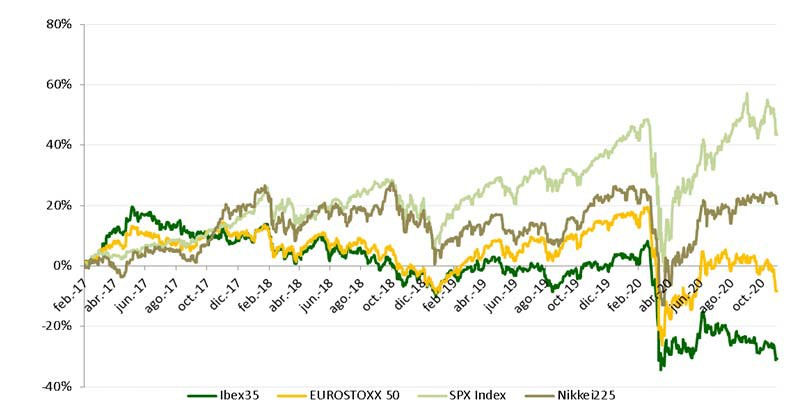 80%
60%
40%
20%
0%
-20%
-40%
feb.-17
abr.-17
jun.-17
ago.-17
oct.-17
dic.-17
feb.-18
abr.-18
jun.-18
ago.-18
oct.-18
dic.-18
feb.-19
abr.-19
jun.-19
ago.-19
oct.-19
dic.-19
feb.-20
abr.-20
jun.-20
ago.-20
oct.-20
Ibex35 EUROSTOXX 50 SPX Index Nikkei225